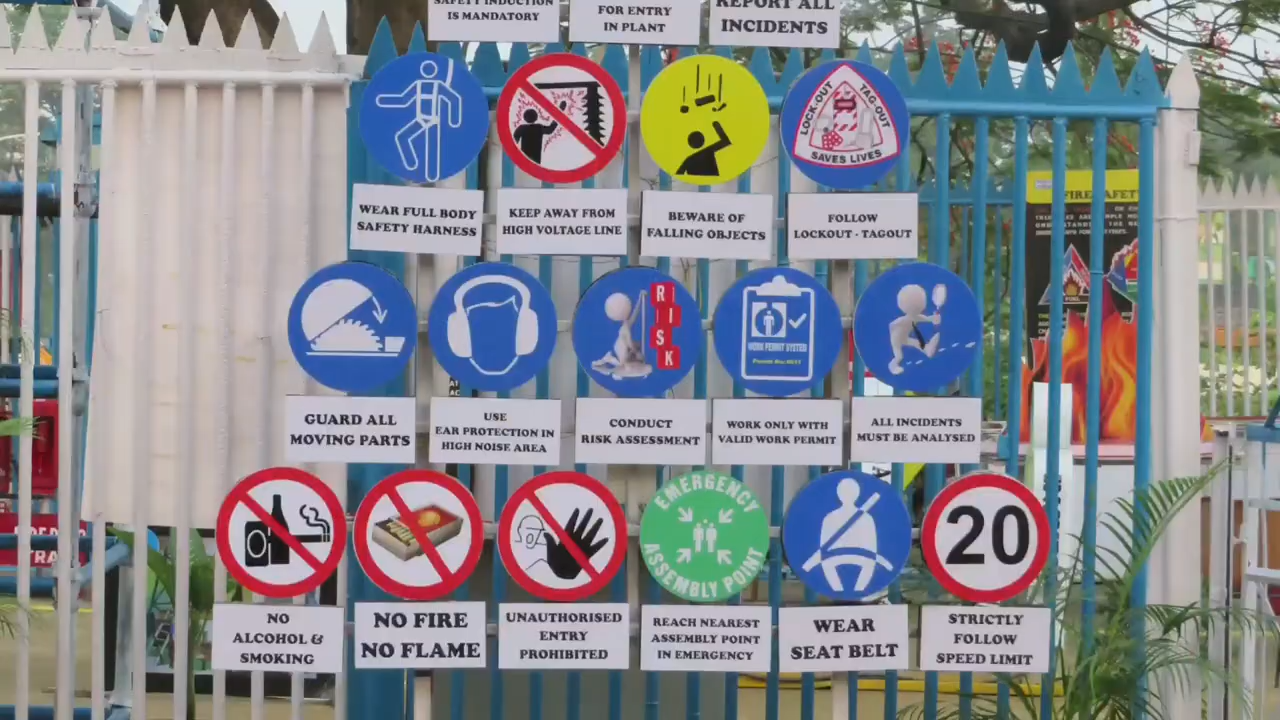 SAFETY INDUCTION
IS MANDATORY
FOR ENTRY
IN PLANT
REPORT ALL
INCIDENTS
LOCK-OUT
TAG-OUT
SAVES LIVES
WEAR FULL BODY
SAFETY HARNESS
KEEP AWAY FROM
HIGH VOLTAGE LINE
BEWARE OF
FALLING OBJECTS
FOLLOW
LOCKOUT - TAGOUT
FIRE SAFETY
RISK
WORK PERMIT SYSTEM
GUARD ALL
MOVING PARTS
USE
EAR PROTECTION IN
HIGH NOISE AREA
CONDUCT
RISK ASSESSMENT
WORK ONLY WITH
VALID WORK PERMIT
ALL INCIDENTS
MUST BE ANALYSED
EMERGENCY
ASSEMBLY POINT
20
NO
ALCOHOL &
SMOKING
NO FIRE
NO FLAME
UNAUTHORISED
ENTRY
PROHIBITED
REACH NEAREST
ASSEMBLY POINT
IN EMERGENCY
WEAR
SEAT BELT
STRICTLY
FOLLOW
SPEED LIMIT